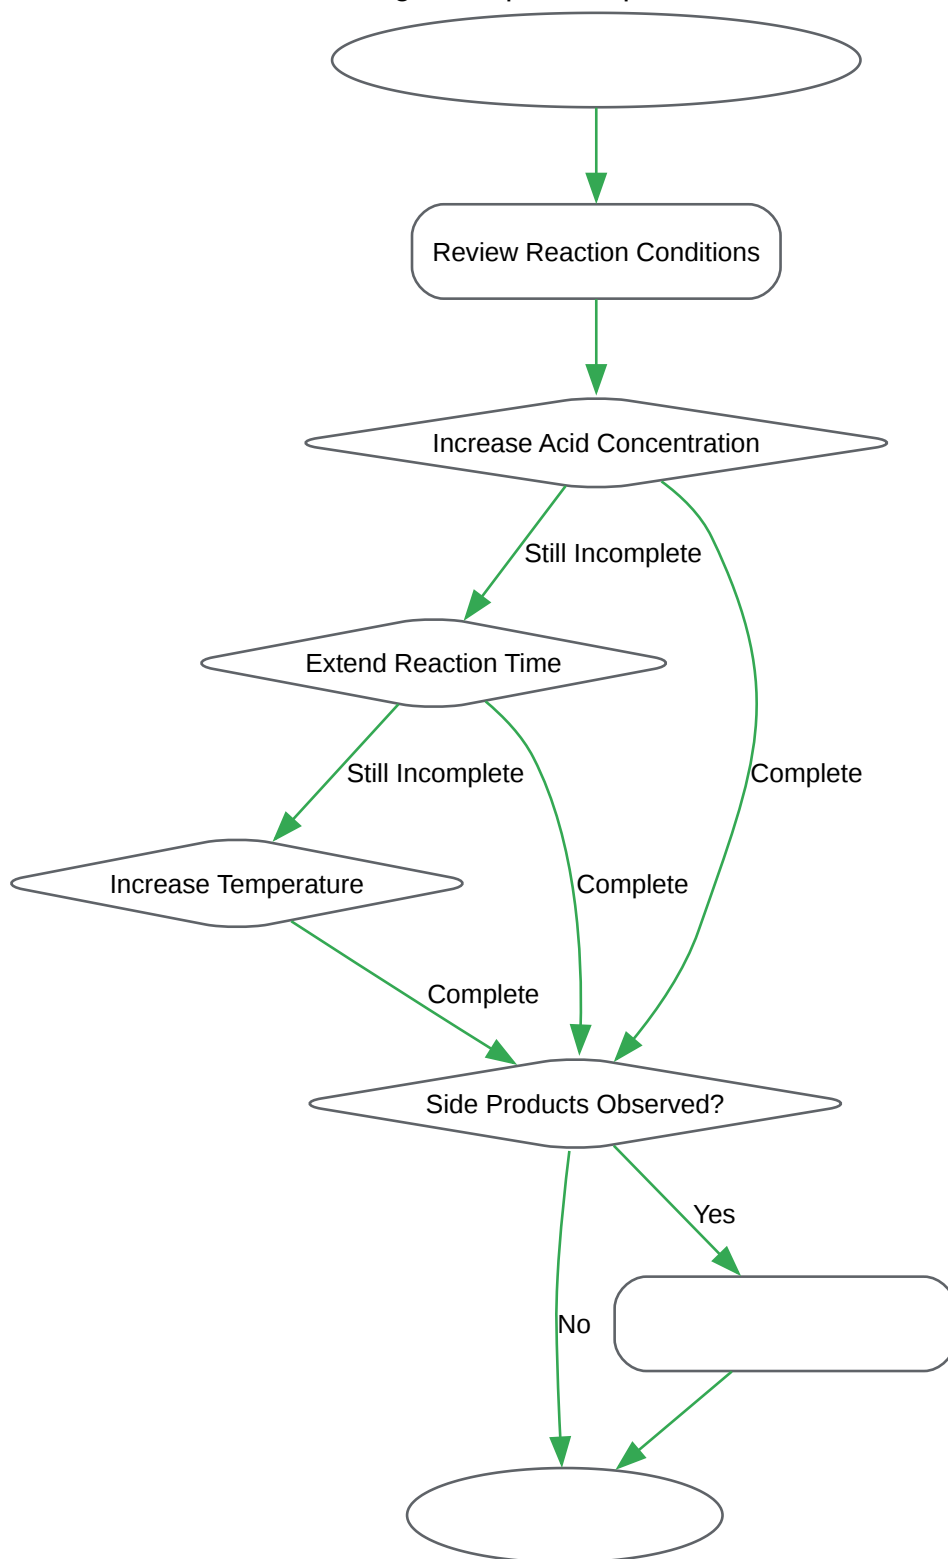 Review Reaction Conditions
Increase Acid Concentration
Still Incomplete
Extend Reaction Time
Still Incomplete
Complete
Increase Temperature
Complete
Complete
Side Products Observed?
Yes
No